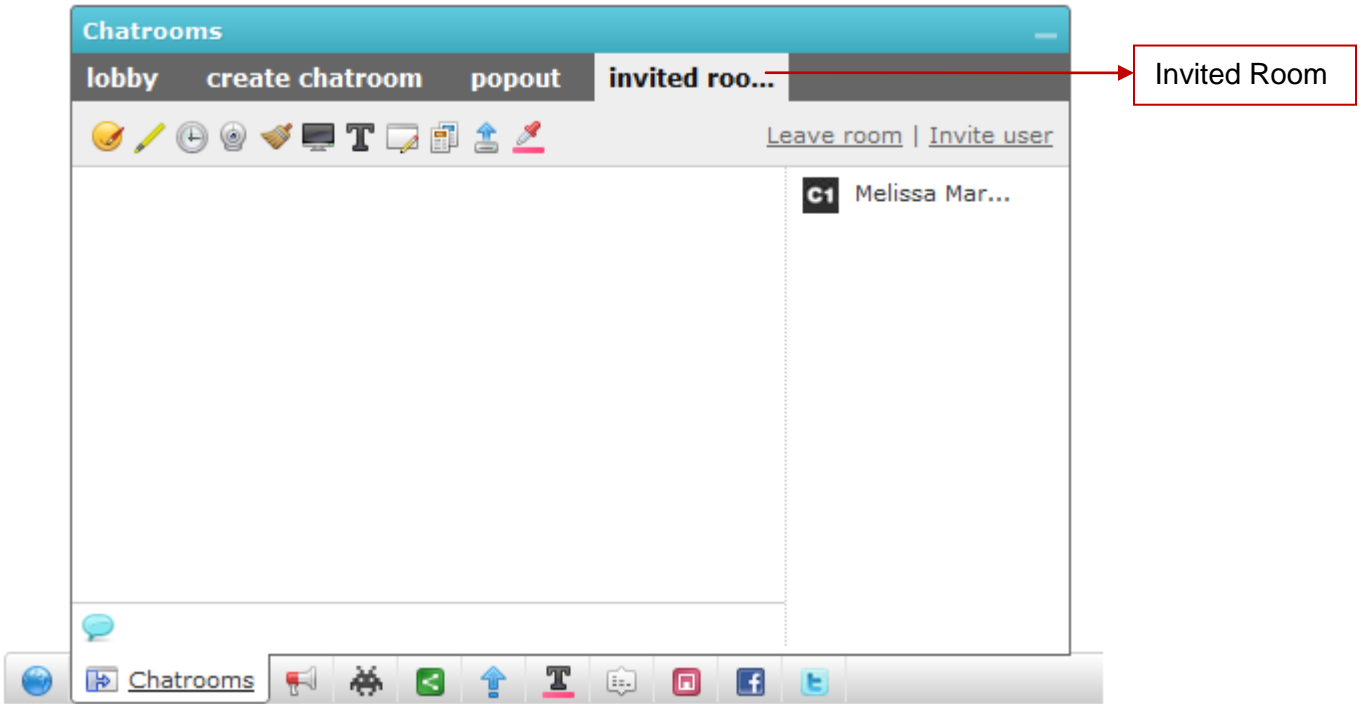 Chatrooms
lobby create chatroom popout invited roo...
Invited Room
T Leave room | Invite user
C1 Melissa Mar...
Chatrooms T f t